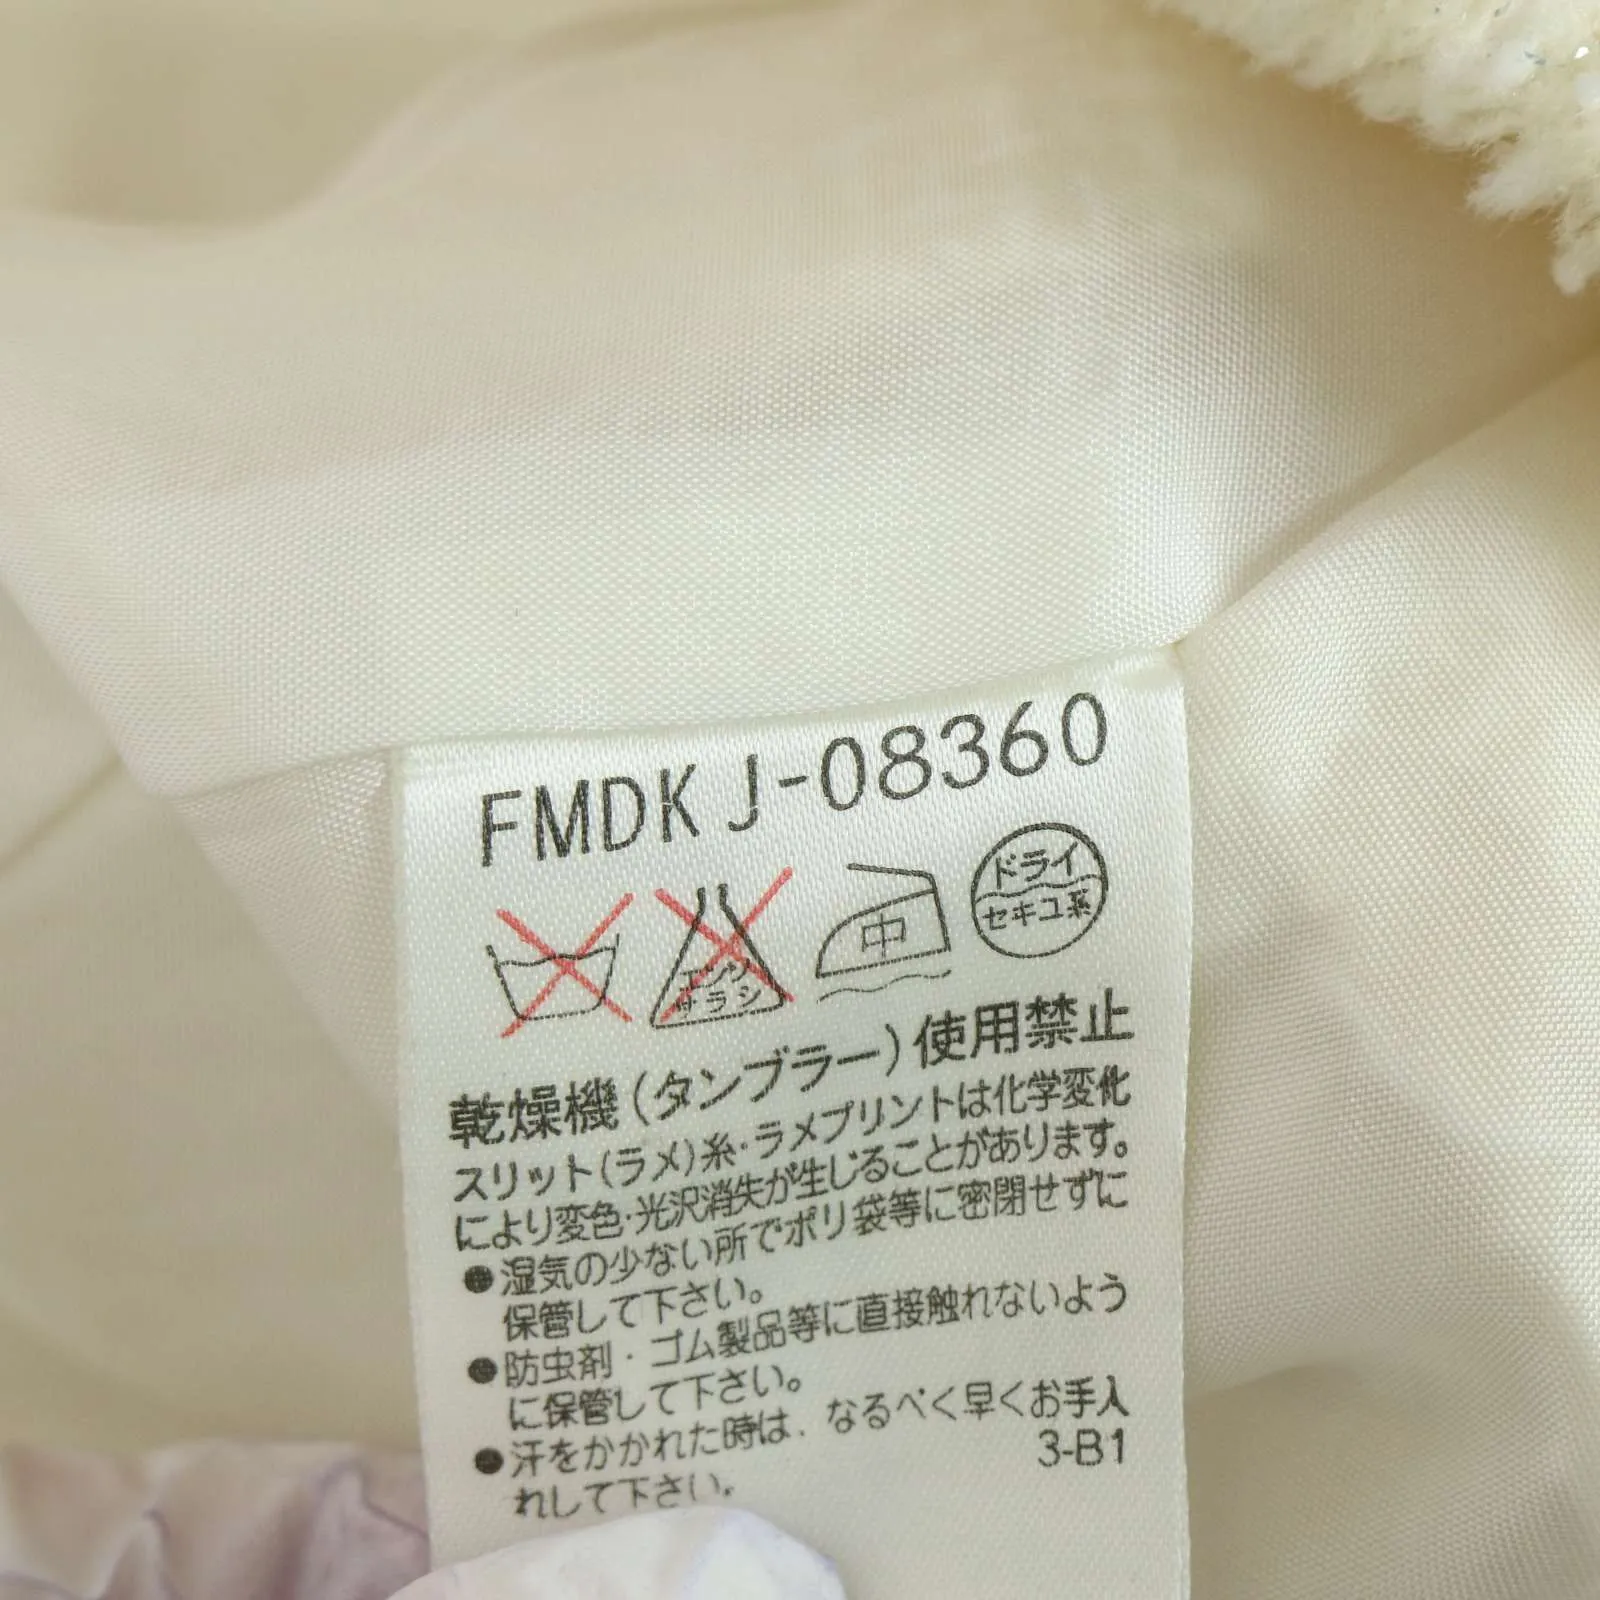 FMDKJ-08360
エンソサラシ
中
ドライ
セキユ系
乾燥機(タンブラー)使用禁止
スリット(ラメ)糸・ラメプリントは化学変化
により変色・光沢消失が生じることがあります。
●湿気の少ない所でポリ袋等に密閉せずに
保管して下さい。
●防虫剤・ゴム製品等に直接触れないよう
に保管して下さい。
●汗をかかれた時は、なるべく早くお手入
れして下さい。
3-B1